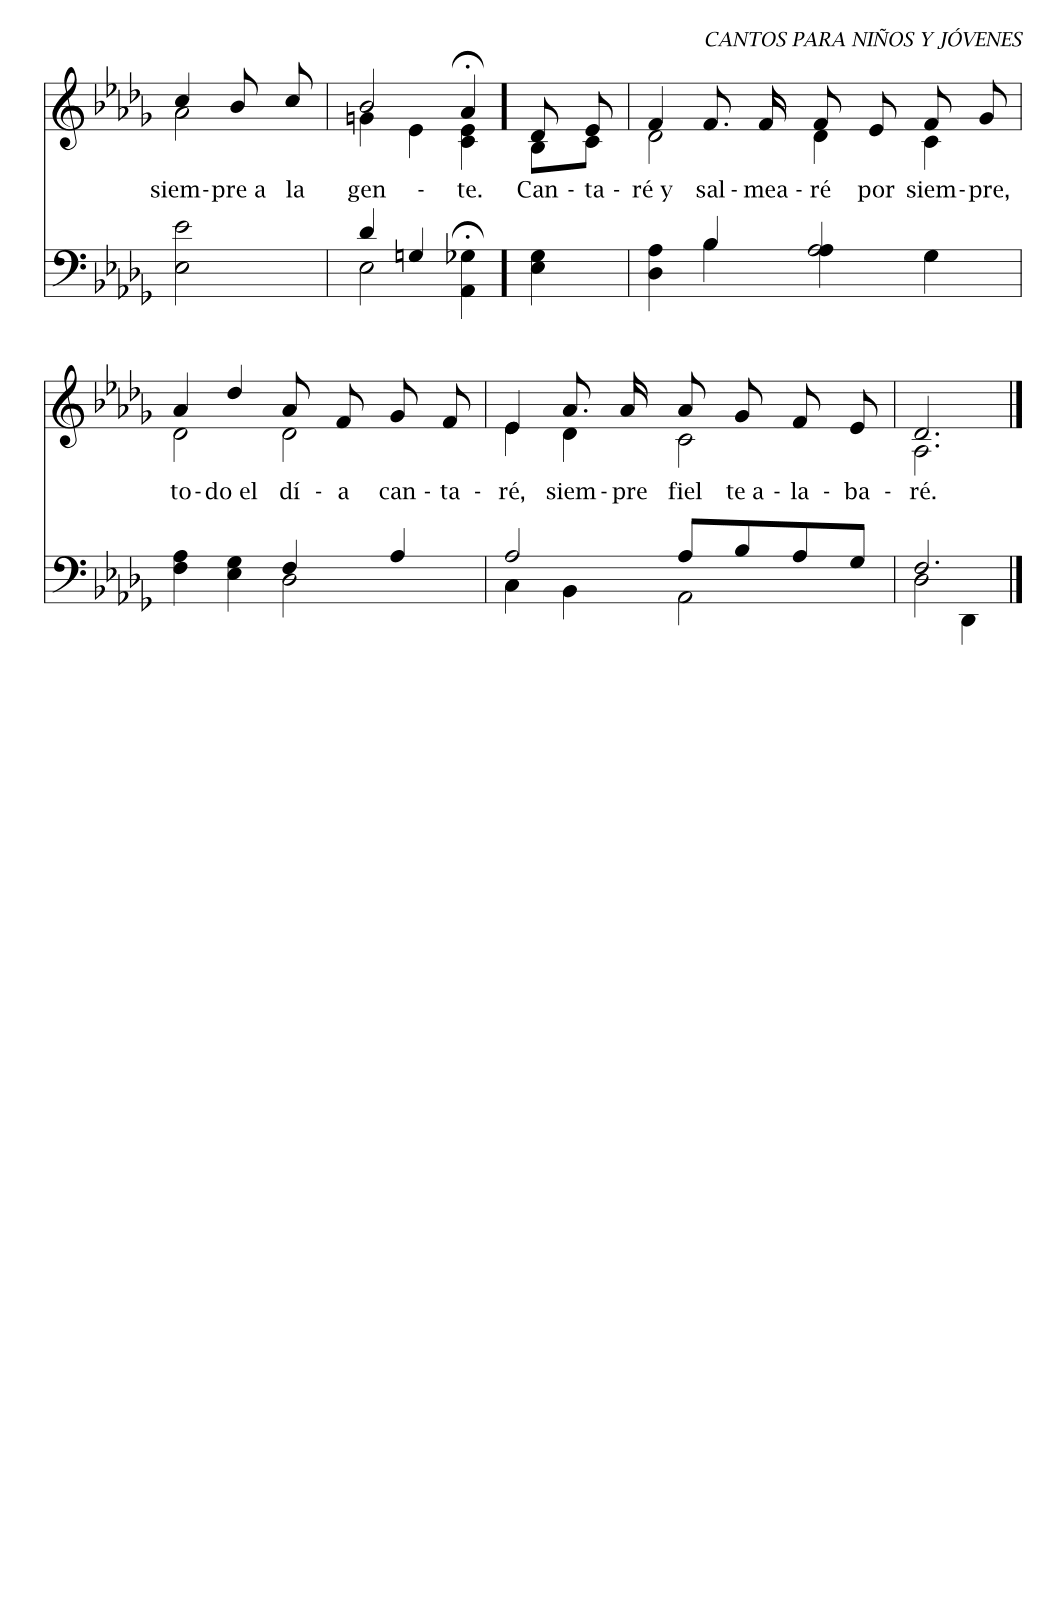 CANTOS PARA NIÑOS Y JÓVENES
siem-pre a la gen - te. Can - ta - ré y sal - mea - ré por siem-pre,
to-do el dí - a can - ta - ré, siem-pre fiel te a - la - ba - ré.